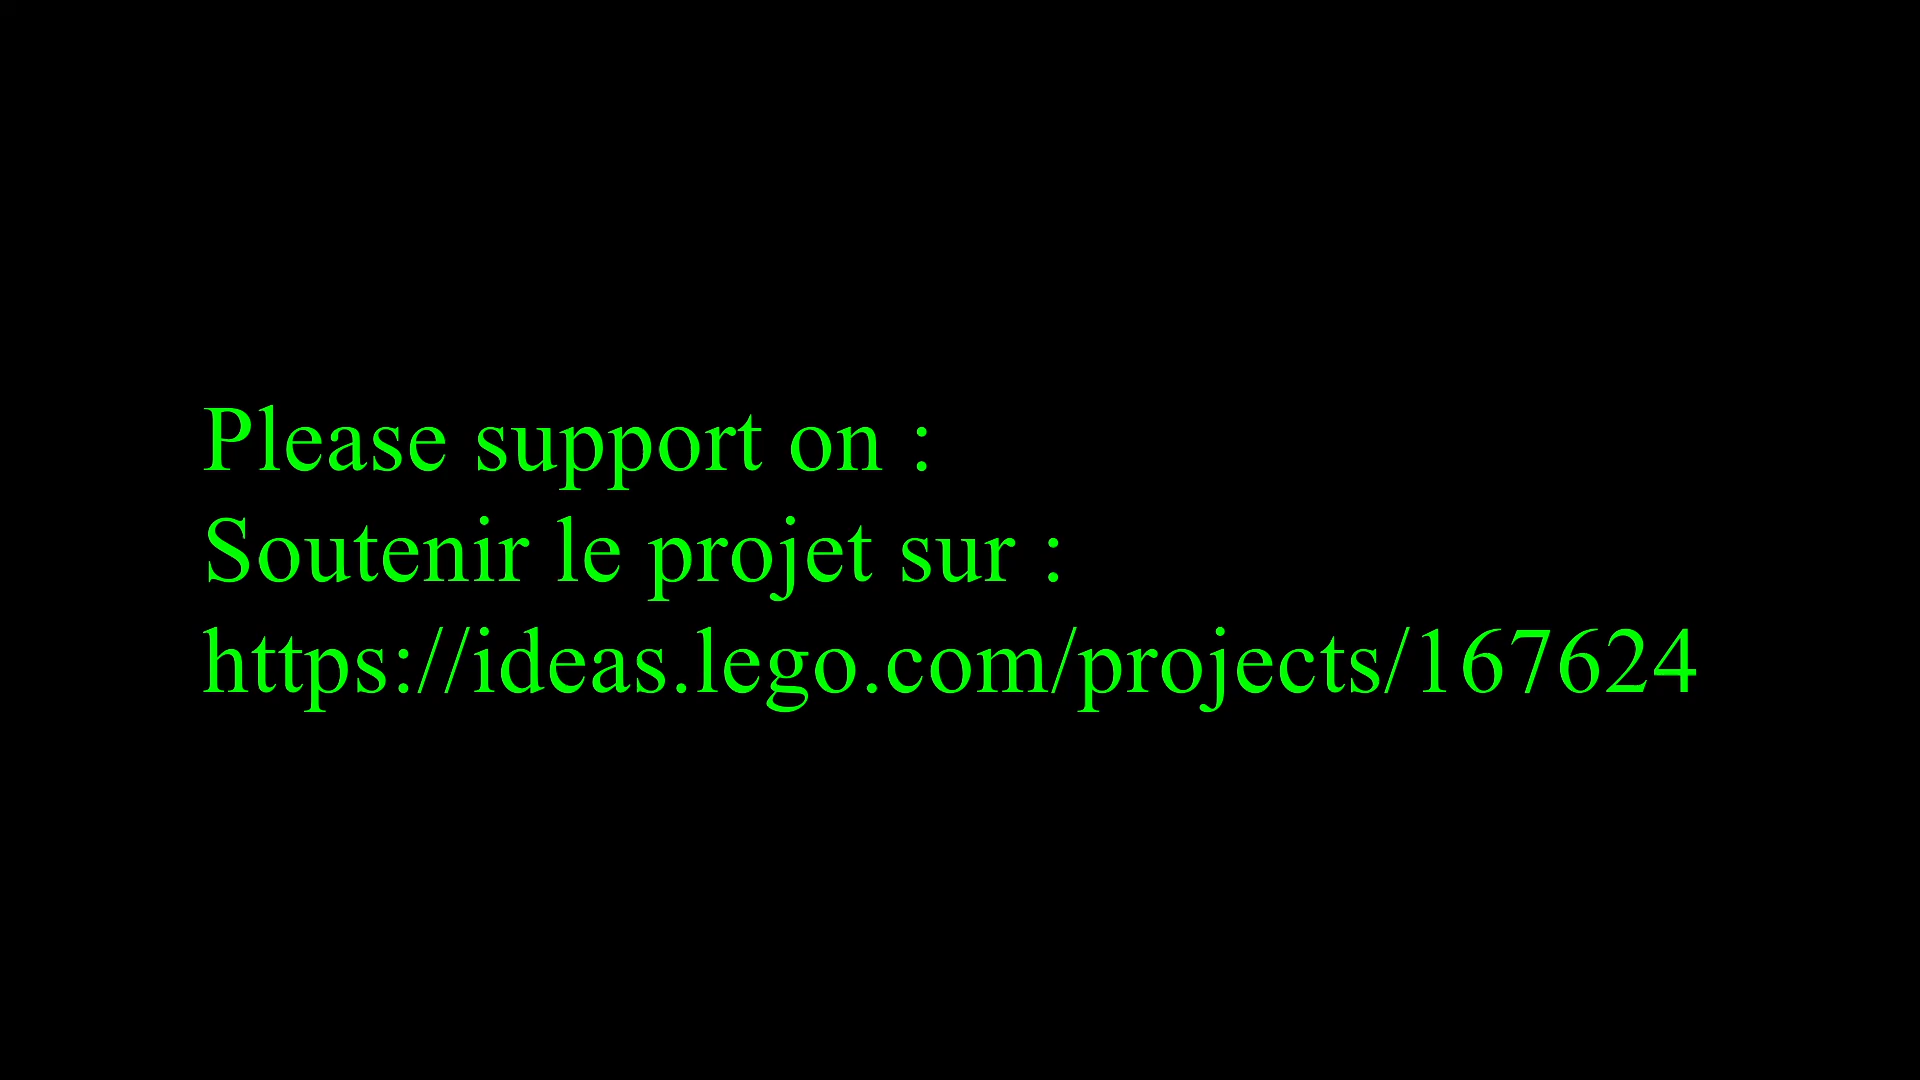 Please support on :
Soutenir le projet sur :
https://ideas.lego.com/projects/167624